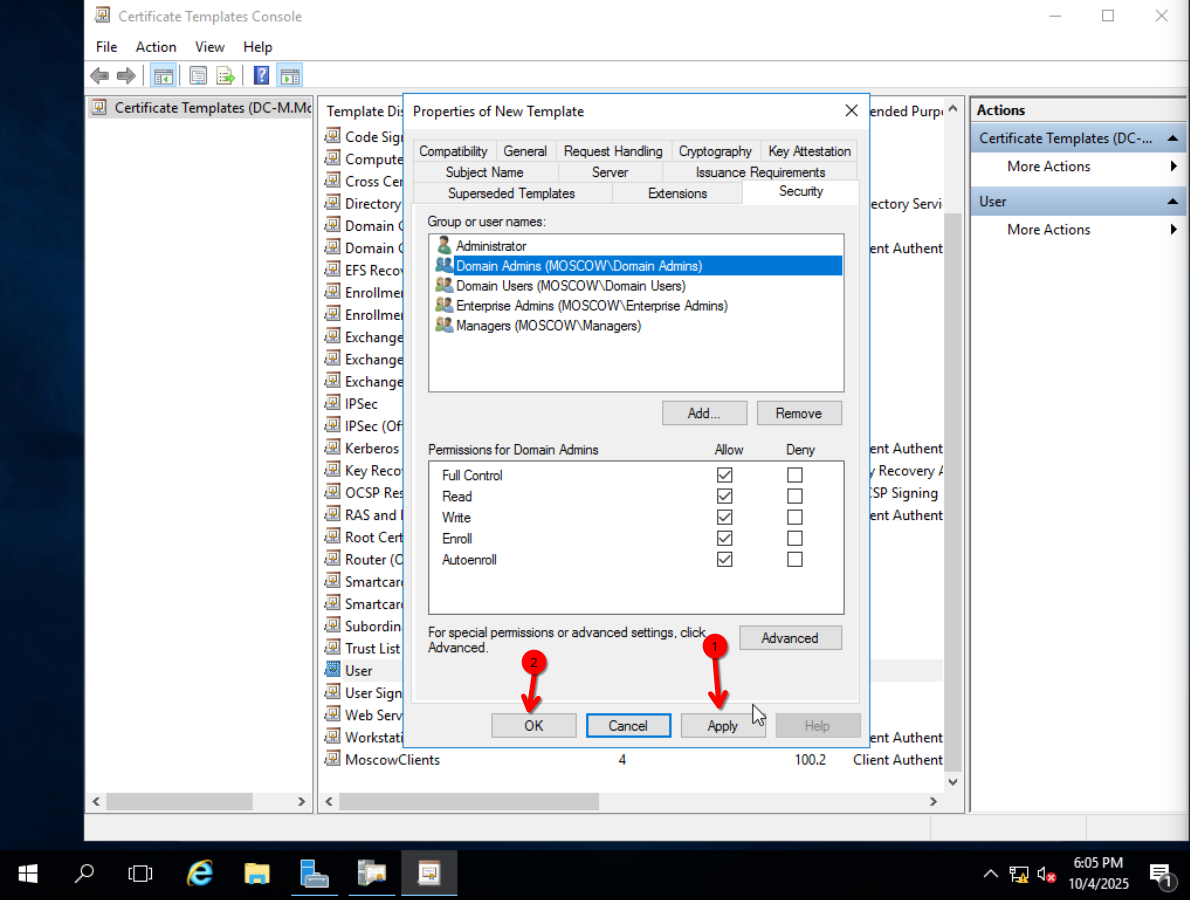 Certificate Templates Console
File Action View Help
Certificate Templates (DC-M.Mc
Template Dis
ended Purp
Code Sig
Compute
Cross Cer
Directory
ectory Servi
Domain C
Domain C
ent Authent
EFS Recov
Enrollmen
Enrollmen
Exchange
Exchange
Exchange
IPSec
IPSec (Of
Kerberos
ent Authent
Key Reco
y Recovery A
OCSP Res
SP Signing
RAS and I
ent Authent
Root Cert
Router (O
Smartcar
Smartcar
Subordin
Trust List
User
User Sign
Web Serv
Workstati
ent Authent
MoscowClients 4 100.2 Client Authent
Properties of New Template
Compatibility General Request Handling Cryptography Key Attestation
Subject Name Server Issuance Requirements
Superseded Templates Extensions Security
Group or user names:
Administrator
Domain Admins (MOSCOW\Domain Admins)
Domain Users (MOSCOW\Domain Users)
Enterprise Admins (MOSCOW\Enterprise Admins)
Managers (MOSCOW\Managers)
Add... Remove
Permissions for Domain Admins Allow Deny
Full Control
Read
Write
Enroll
Autoenroll
For special permissions or advanced settings, click
Advanced.
Advanced
1
2
OK Cancel Apply Help
Actions
Certificate Templates (DC-...
More Actions
User
More Actions
6:05 PM
10/4/2025
1